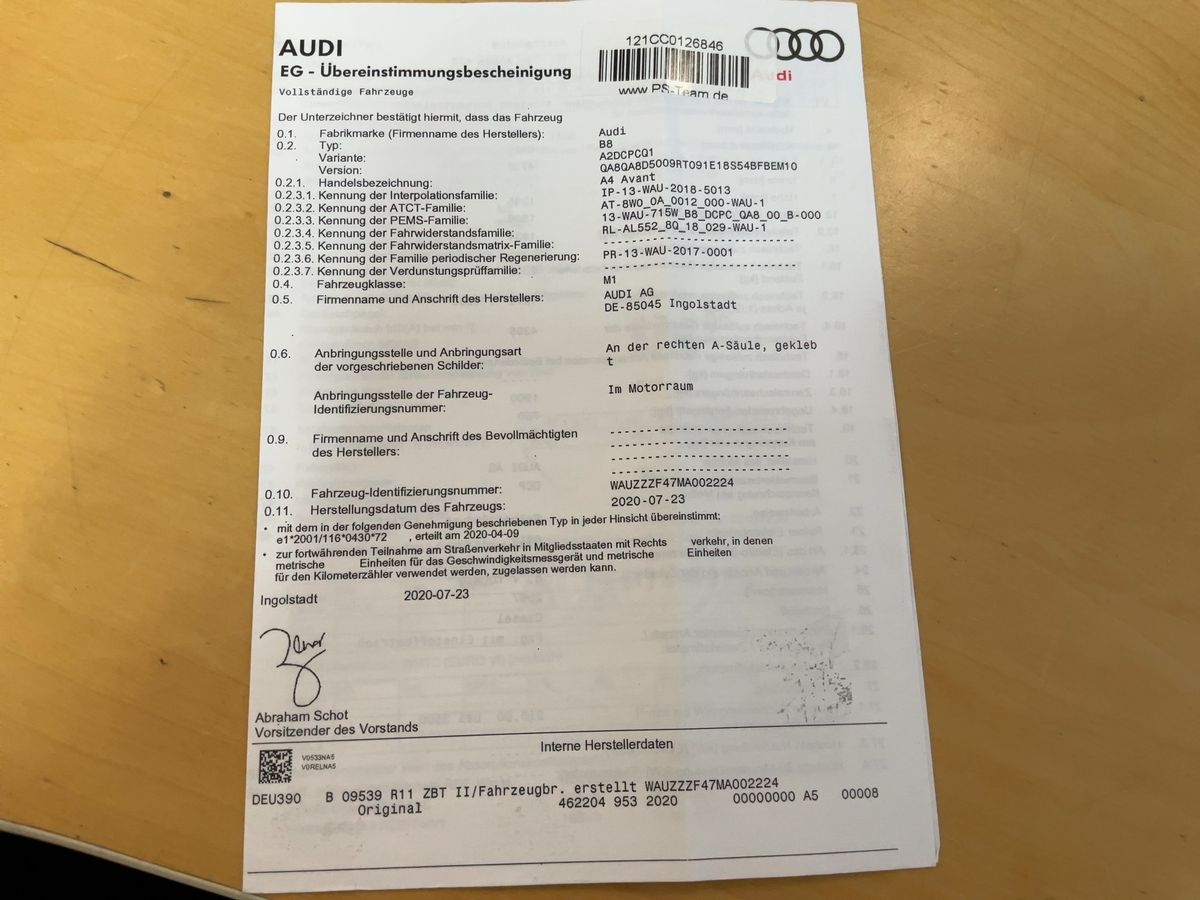 AUDI
EG - Übereinstimmungsbescheinigung
Vollständige Fahrzeuge
121CC0126846
www PS-Team.de
Audi
Der Unterzeichner bestätigt hiermit, dass das Fahrzeug
0.1. Fabrikmarke (Firmenname des Herstellers): Audi
0.2. Typ: B8
Variante: A2DCPCQ1
Version: QA8QA8D5009RT091E18S54BFBEM10
0.2.1. Handelsbezeichnung: A4 Avant
0.2.3.1. Kennung der Interpolationsfamilie: IP-13-WAU-2018-5013
0.2.3.2. Kennung der ATCT-Familie: AT-8W0_0A_0012_000-WAU-1
0.2.3.3. Kennung der PEMS-Familie: 13-WAU-715W_B8_DCPC_QA8_00_B-000
0.2.3.4. Kennung der Fahrwiderstandsfamilie: RL-AL552_8Q_18_029-WAU-1
0.2.3.5. Kennung der Fahrwiderstandsmatrix-Familie: --------------------
0.2.3.6. Kennung der Familie periodischer Regenerierung: PR-13-WAU-2017-0001
0.2.3.7. Kennung der Verdunstungsprüffamilie: --------------------
0.4. Fahrzeugklasse: M1
0.5. Firmenname und Anschrift des Herstellers: AUDI AG
DE-85045 Ingolstadt
0.6. Anbringungsstelle und Anbringungsart An der rechten A-Säule, gekleb
der vorgeschriebenen Schilder: t
Anbringungsstelle der Fahrzeug- Im Motorraum
Identifizierungsnummer:
0.9. Firmenname und Anschrift des Bevollmächtigten --------------------
des Herstellers: --------------------
--------------------
--------------------
0.10. Fahrzeug-Identifizierungsnummer: WAUZZZF47MA002224
0.11. Herstellungsdatum des Fahrzeugs: 2020-07-23
• mit dem in der folgenden Genehmigung beschriebenen Typ in jeder Hinsicht übereinstimmt:
e1*2001/116*0430*72 , erteilt am 2020-04-09
• zur fortwährenden Teilnahme am Straßenverkehr in Mitgliedsstaaten mit Rechts verkehr, in denen
metrische Einheiten für das Geschwindigkeitsmessgerät und metrische Einheiten
für den Kilometerzähler verwendet werden, zugelassen werden kann.
Ingolstadt 2020-07-23
Abraham Schot
Vorsitzender des Vorstands
Interne Herstellerdaten
V0533NA5
V0RELNA5
DEU390 B 09539 R11 ZBT II/Fahrzeugbr. erstellt WAUZZZF47MA002224
Original 462204 953 2020 00000000 A5 00008